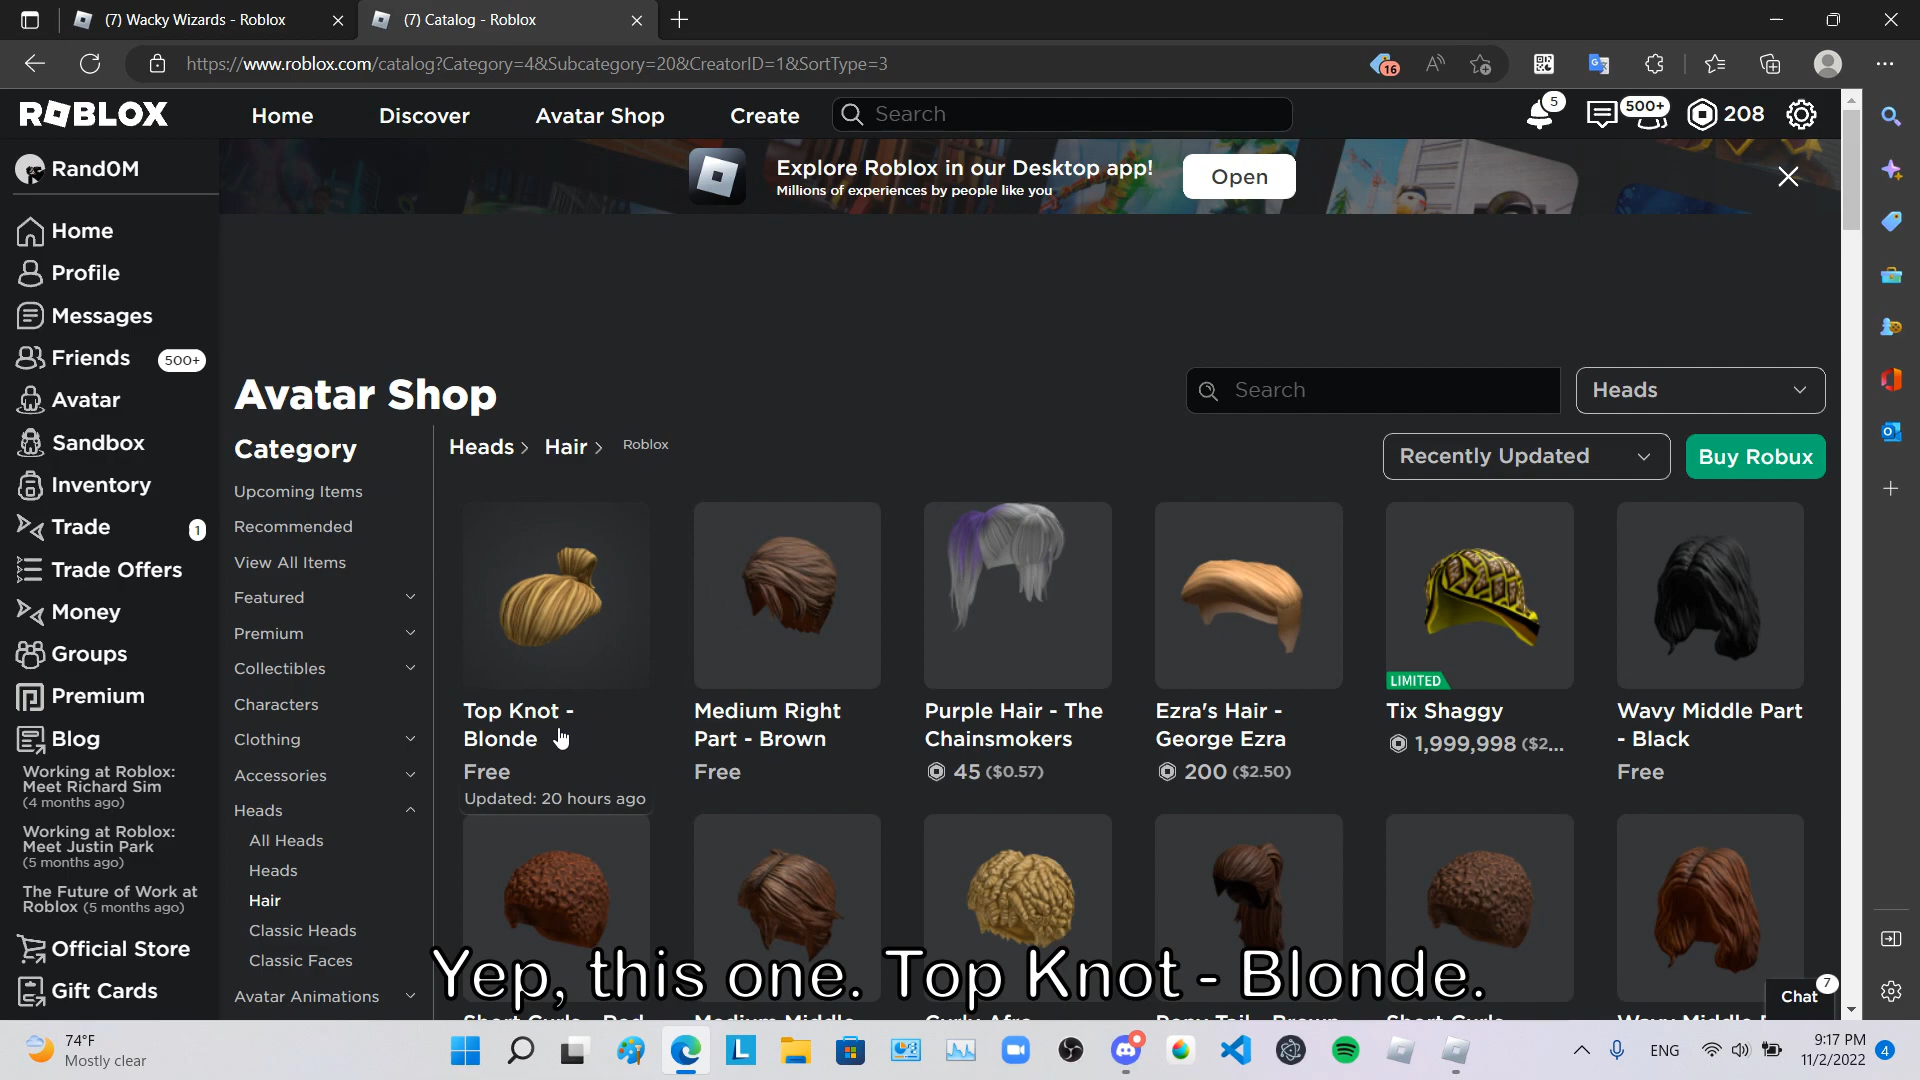 (7) Wacky Wizards - Roblox
(7) Catalog - Roblox
https://www.roblox.com/catalog?Category=4&Subcategory=20&CreatorID=1&SortType=3
16
ROBLOX
Home
Discover
Avatar Shop
Create
Search
5
500+
208
Rand0M
Explore Roblox in our Desktop app!
Millions of experiences by people like you
Open
Home
Profile
Messages
Friends
500+
Avatar
Sandbox
Inventory
Trade
1
Trade Offers
Money
Groups
Premium
Blog
Working at Roblox:
Meet Richard Sim
(4 months ago)
Working at Roblox:
Meet Justin Park
(5 months ago)
The Future of Work at
Roblox (5 months ago)
Official Store
Gift Cards
Avatar Shop
Search
Heads
Category
Heads
Hair
Roblox
Recently Updated
Buy Robux
Upcoming Items
Recommended
View All Items
Featured
Premium
Collectibles
Characters
Clothing
Accessories
Heads
All Heads
Heads
Hair
Classic Heads
Classic Faces
Avatar Animations
Top Knot -
Blonde
Free
Updated: 20 hours ago
Medium Right
Part - Brown
Free
Purple Hair - The
Chainsmokers
45 ($0.57)
Ezra's Hair -
George Ezra
200 ($2.50)
LIMITED
Tix Shaggy
1,999,998 ($2...
Wavy Middle Part
- Black
Free
Yep, this one. Top Knot - Blonde.
Chat
7
74°F
Mostly clear
ENG
9:17 PM
11/2/2022
4